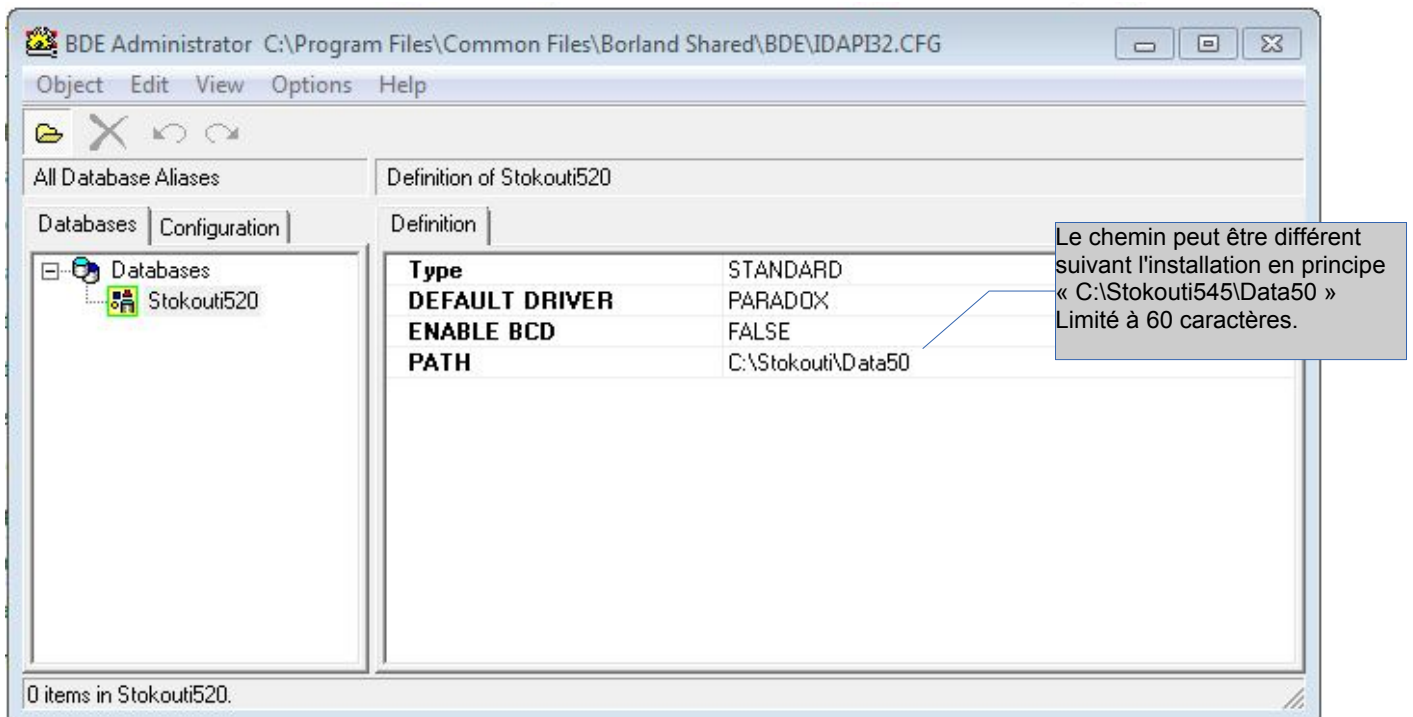 BDE Administrator C:\Program Files\Common Files\Borland Shared\BDE\IDAPI32.CFG
Object Edit View Options Help
All Database Aliases
Definition of Stokouti520
Databases Configuration
Definition
Databases
Stokouti520
Type STANDARD
DEFAULT DRIVER PARADOX
ENABLE BCD FALSE
PATH C:\Stokouti\Data50
Le chemin peut être différent
suivant l'installation en principe
« C:\Stokouti545\Data50 »
Limité à 60 caractères.
0 items in Stokouti520.